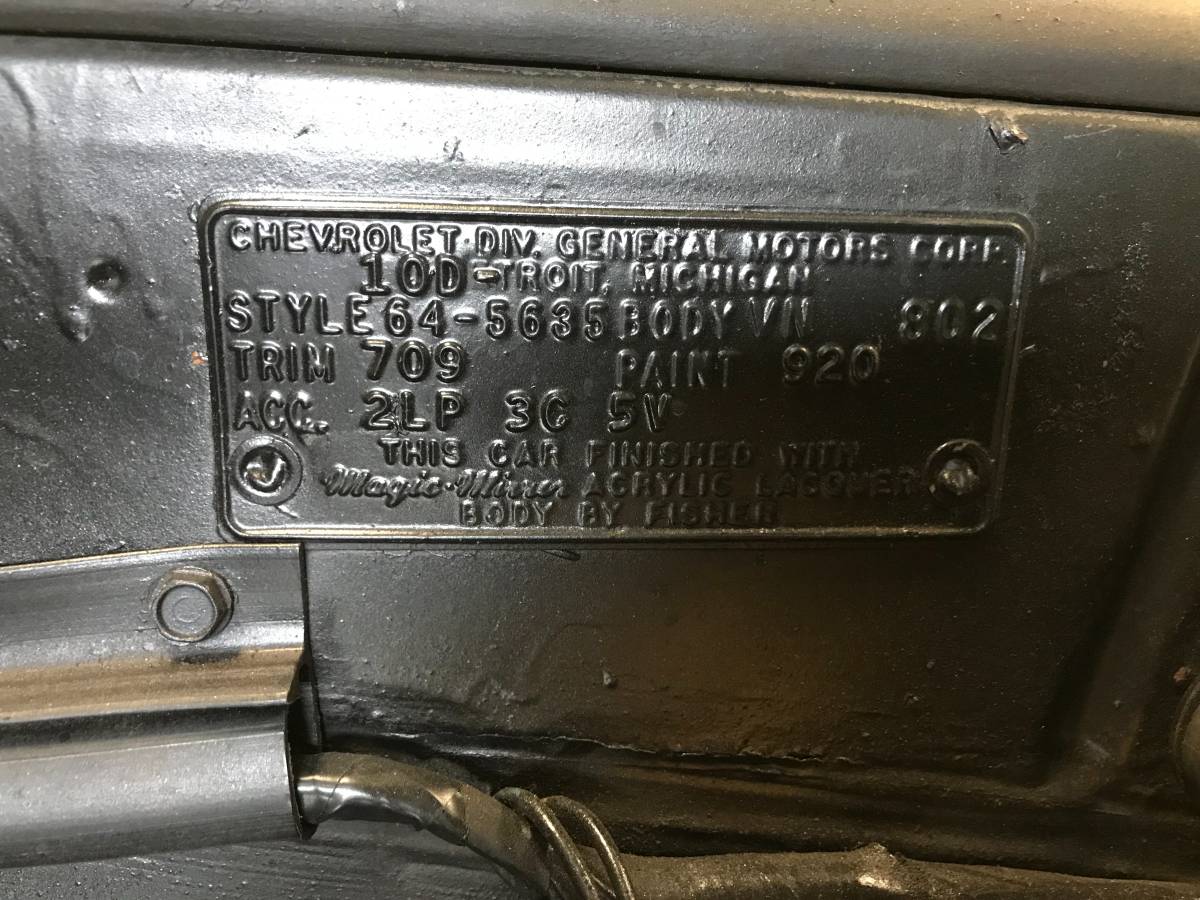 CHEVROLET DIV. GENERAL MOTORS CORP.
10D-TROIT, MICHIGAN
STYLE 64-5635 BODY VN 802
TRIM 709 PAINT 920
ACC. 2LP 3C 5V
THIS CAR FINISHED WITH
Magic-Mirror ACRYLIC LACQUER
BODY BY FISHER